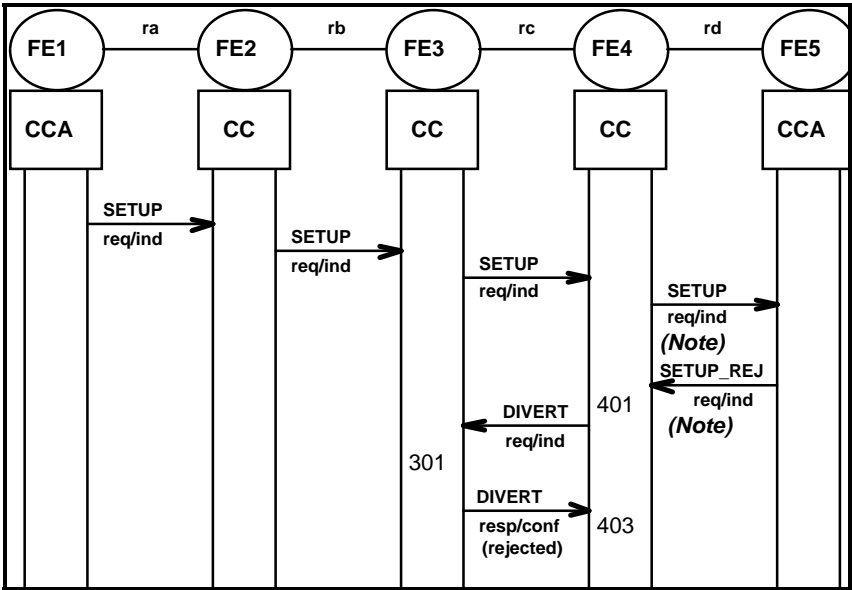 ra rb rc rd
FE1 FE2 FE3 FE4 FE5
CCA CC CC CC CCA
SETUP
req/ind
SETUP
req/ind
SETUP
req/ind
SETUP
req/ind
(Note)
SETUP_REJ
req/ind
(Note)
401
DIVERT
req/ind
301
DIVERT
resp/conf
(rejected)
403